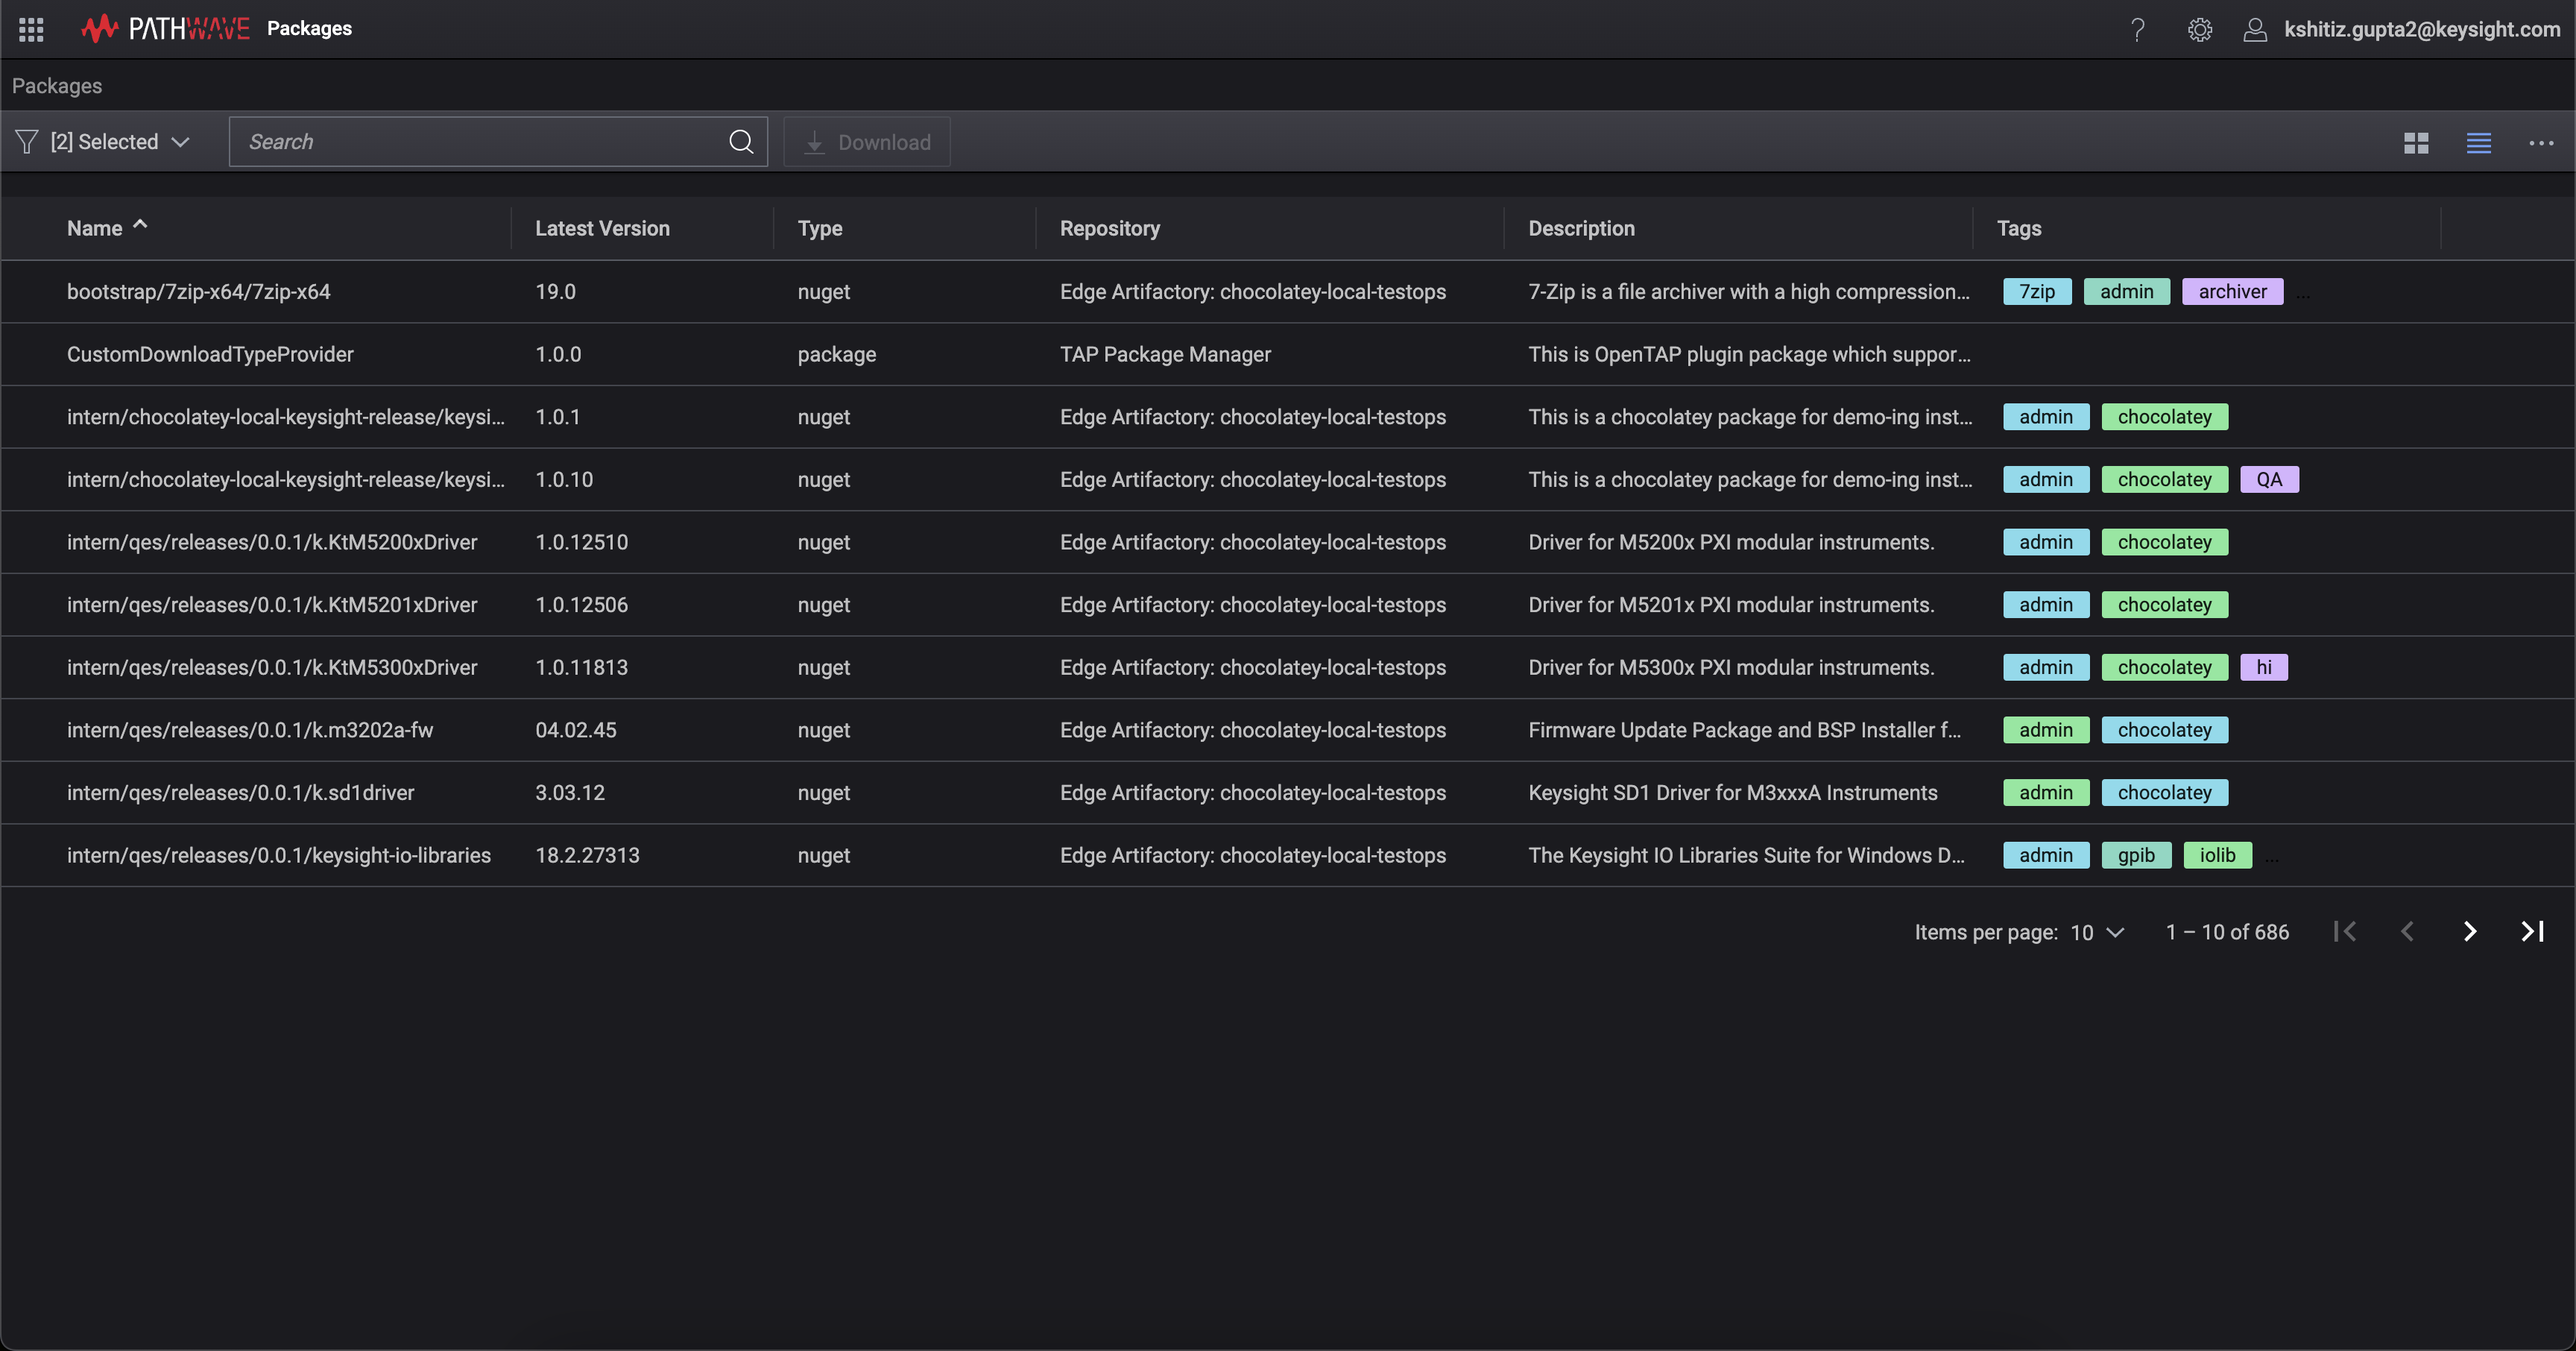 PATHWAVE Packages kshitiz.gupta2@keysight.com
Packages
[2] Selected Search Download
Name Latest Version Type Repository Description Tags
bootstrap/7zip-x64/7zip-x64 19.0 nuget Edge Artifactory: chocolatey-local-testops 7-Zip is a file archiver with a high compression... 7zip admin archiver ...
CustomDownloadTypeProvider 1.0.0 package TAP Package Manager This is OpenTAP plugin package which suppor...
intern/chocolatey-local-keysight-release/keysi... 1.0.1 nuget Edge Artifactory: chocolatey-local-testops This is a chocolatey package for demo-ing inst... admin chocolatey
intern/chocolatey-local-keysight-release/keysi... 1.0.10 nuget Edge Artifactory: chocolatey-local-testops This is a chocolatey package for demo-ing inst... admin chocolatey QA
intern/qes/releases/0.0.1/k.KtM5200xDriver 1.0.12510 nuget Edge Artifactory: chocolatey-local-testops Driver for M5200x PXI modular instruments. admin chocolatey
intern/qes/releases/0.0.1/k.KtM5201xDriver 1.0.12506 nuget Edge Artifactory: chocolatey-local-testops Driver for M5201x PXI modular instruments. admin chocolatey
intern/qes/releases/0.0.1/k.KtM5300xDriver 1.0.11813 nuget Edge Artifactory: chocolatey-local-testops Driver for M5300x PXI modular instruments. admin chocolatey hi
intern/qes/releases/0.0.1/k.m3202a-fw 04.02.45 nuget Edge Artifactory: chocolatey-local-testops Firmware Update Package and BSP Installer f... admin chocolatey
intern/qes/releases/0.0.1/k.sd1driver 3.03.12 nuget Edge Artifactory: chocolatey-local-testops Keysight SD1 Driver for M3xxxA Instruments admin chocolatey
intern/qes/releases/0.0.1/keysight-io-libraries 18.2.27313 nuget Edge Artifactory: chocolatey-local-testops The Keysight IO Libraries Suite for Windows D... admin gpib iolib ...
Items per page: 10 1 – 10 of 686